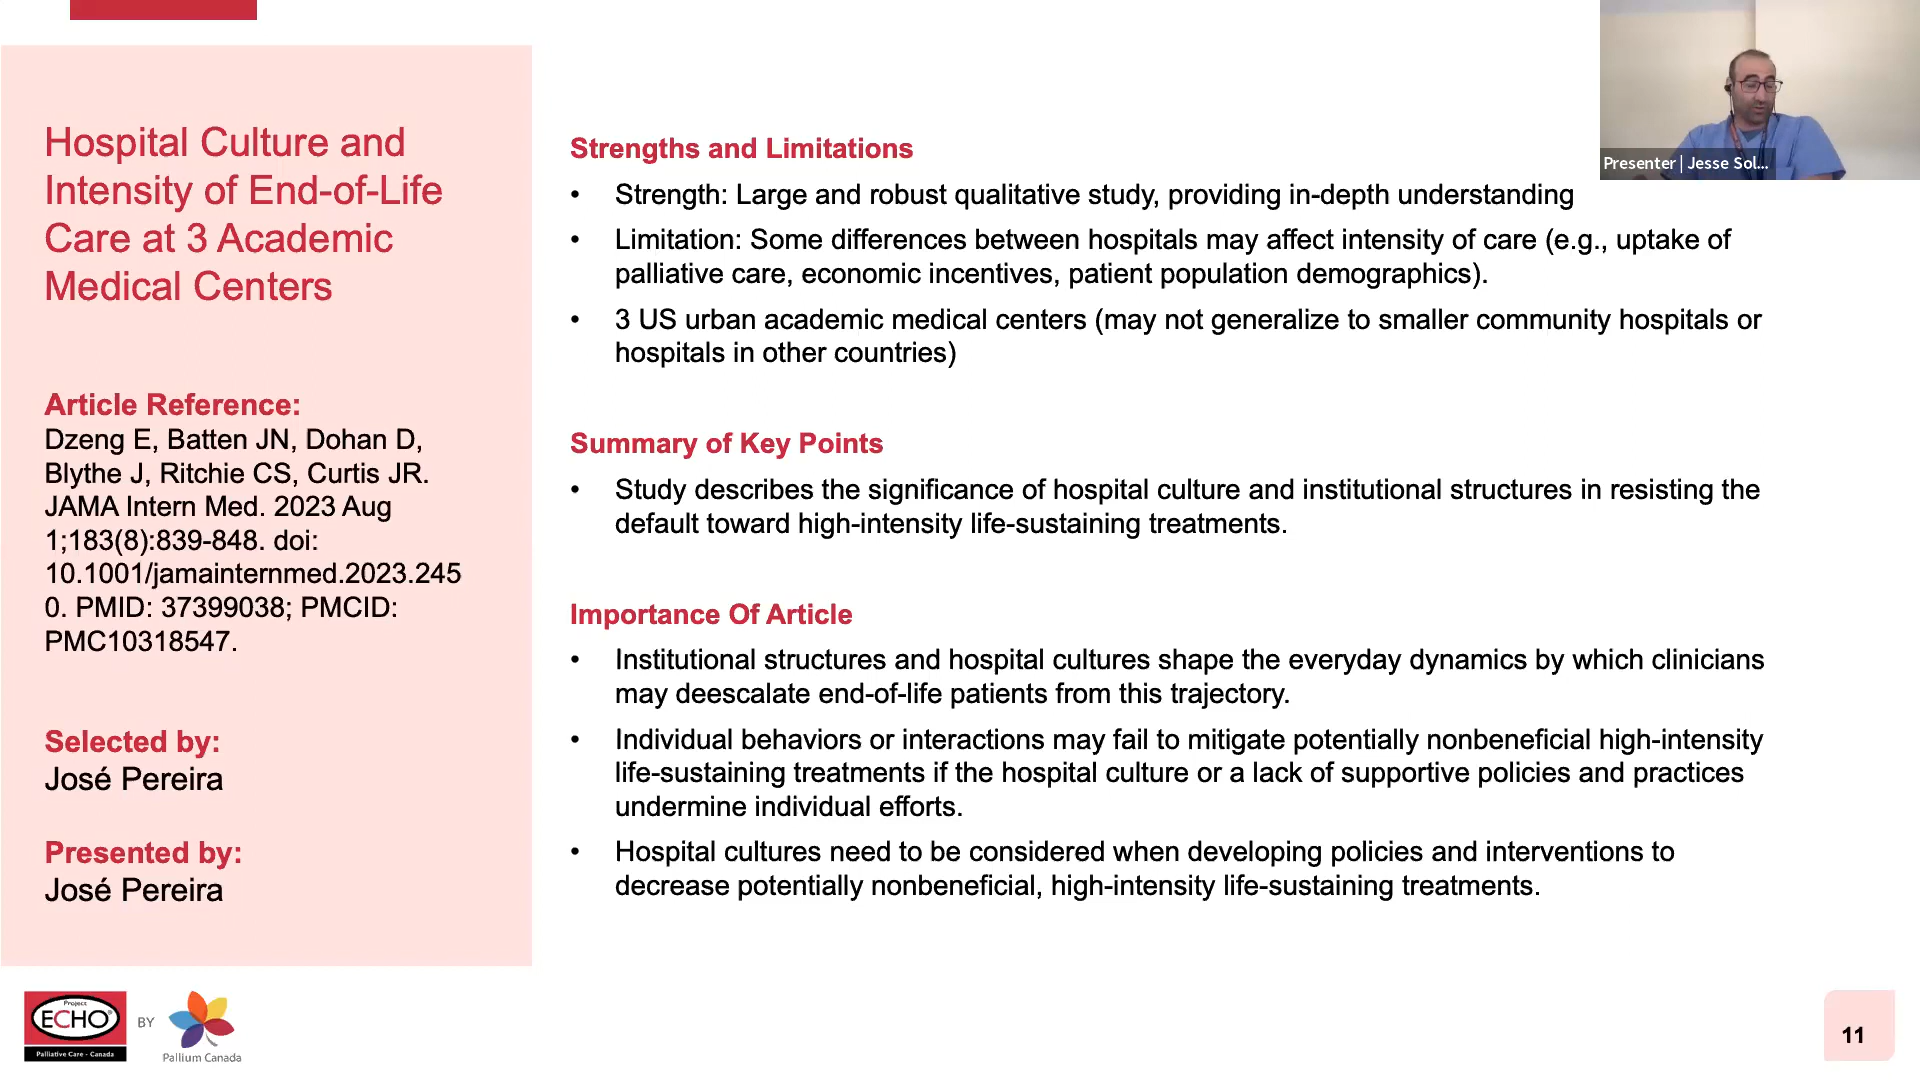 Hospital Culture and
Intensity of End-of-Life
Care at 3 Academic
Medical Centers
Article Reference:
Dzeng E, Batten JN, Dohan D,
Blythe J, Ritchie CS, Curtis JR.
JAMA Intern Med. 2023 Aug
1;183(8):839-848. doi:
10.1001/jamainternmed.2023.245
0. PMID: 37399038; PMCID:
PMC10318547.
Selected by:
José Pereira
Presented by:
José Pereira
Strengths and Limitations
• Strength: Large and robust qualitative study, providing in-depth understanding
• Limitation: Some differences between hospitals may affect intensity of care (e.g., uptake of
palliative care, economic incentives, patient population demographics).
• 3 US urban academic medical centers (may not generalize to smaller community hospitals or
hospitals in other countries)
Summary of Key Points
• Study describes the significance of hospital culture and institutional structures in resisting the
default toward high-intensity life-sustaining treatments.
Importance Of Article
• Institutional structures and hospital cultures shape the everyday dynamics by which clinicians
may deescalate end-of-life patients from this trajectory.
• Individual behaviors or interactions may fail to mitigate potentially nonbeneficial high-intensity
life-sustaining treatments if the hospital culture or a lack of supportive policies and practices
undermine individual efforts.
• Hospital cultures need to be considered when developing policies and interventions to
decrease potentially nonbeneficial, high-intensity life-sustaining treatments.
Presenter | Jesse Sol...
Project
ECHO®
Palliative Care - Canada
BY
Pallium Canada
11